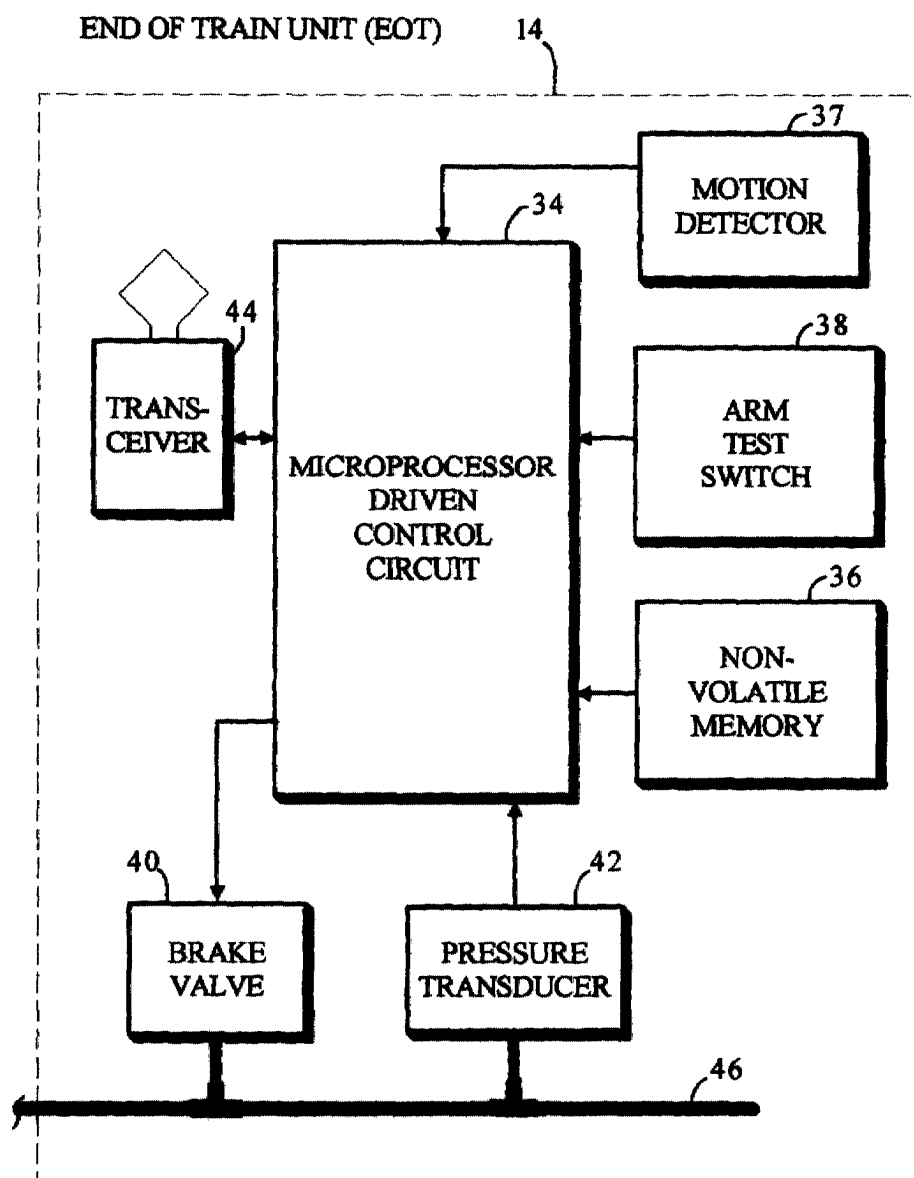 END OF TRAIN UNIT (EOT)
14
37
MOTION
DETECTOR
34
44
TRANS-
CEIVER
38
ARM
TEST
SWITCH
MICROPROCESSOR
DRIVEN
CONTROL
CIRCUIT
36
NON-
VOLATILE
MEMORY
40
BRAKE
VALVE
42
PRESSURE
TRANSDUCER
46